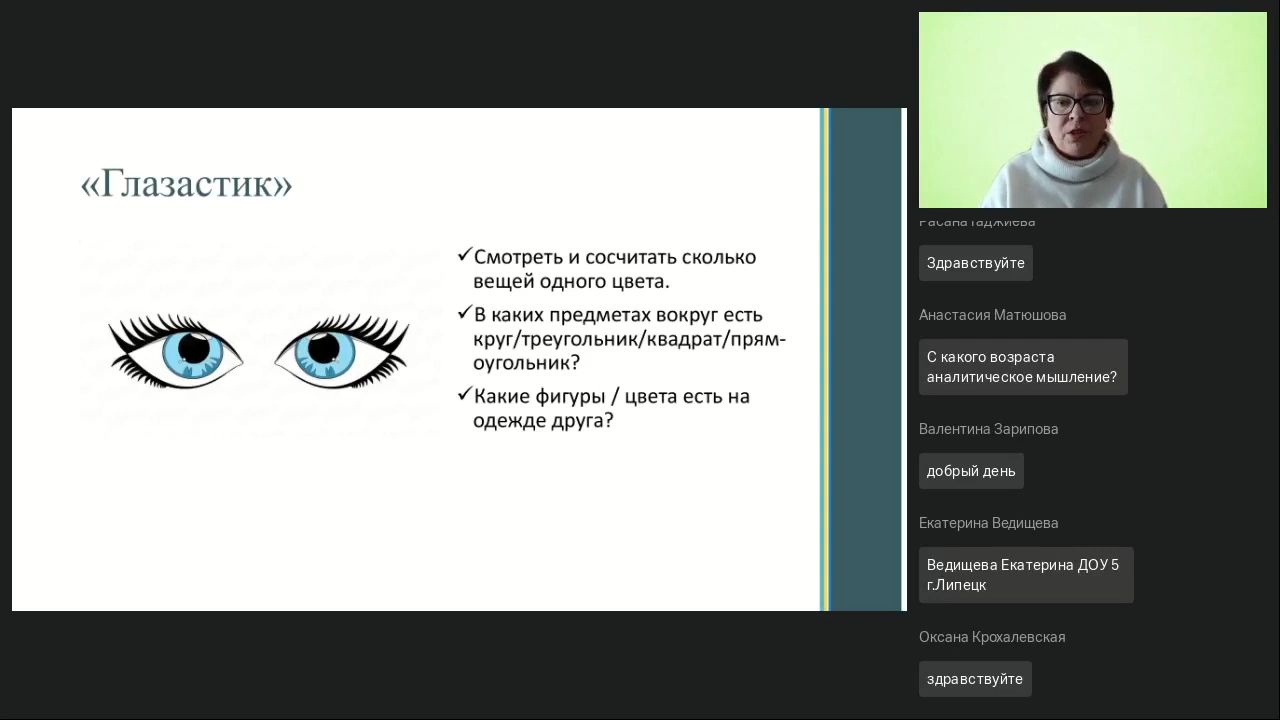 «Глазастик»
✓Смотреть и сосчитать сколько
вещей одного цвета.
✓В каких предметах вокруг есть
круг/треугольник/квадрат/прям-
оугольник?
✓Какие фигуры / цвета есть на
одежде друга?
Здравствуйте
Анастасия Матюшова
С какого возраста
аналитическое мышление?
Валентина Зарипова
добрый день
Екатерина Ведищева
Ведищева Екатерина ДОУ 5
г.Липецк
Оксана Крохалевская
здравствуйте